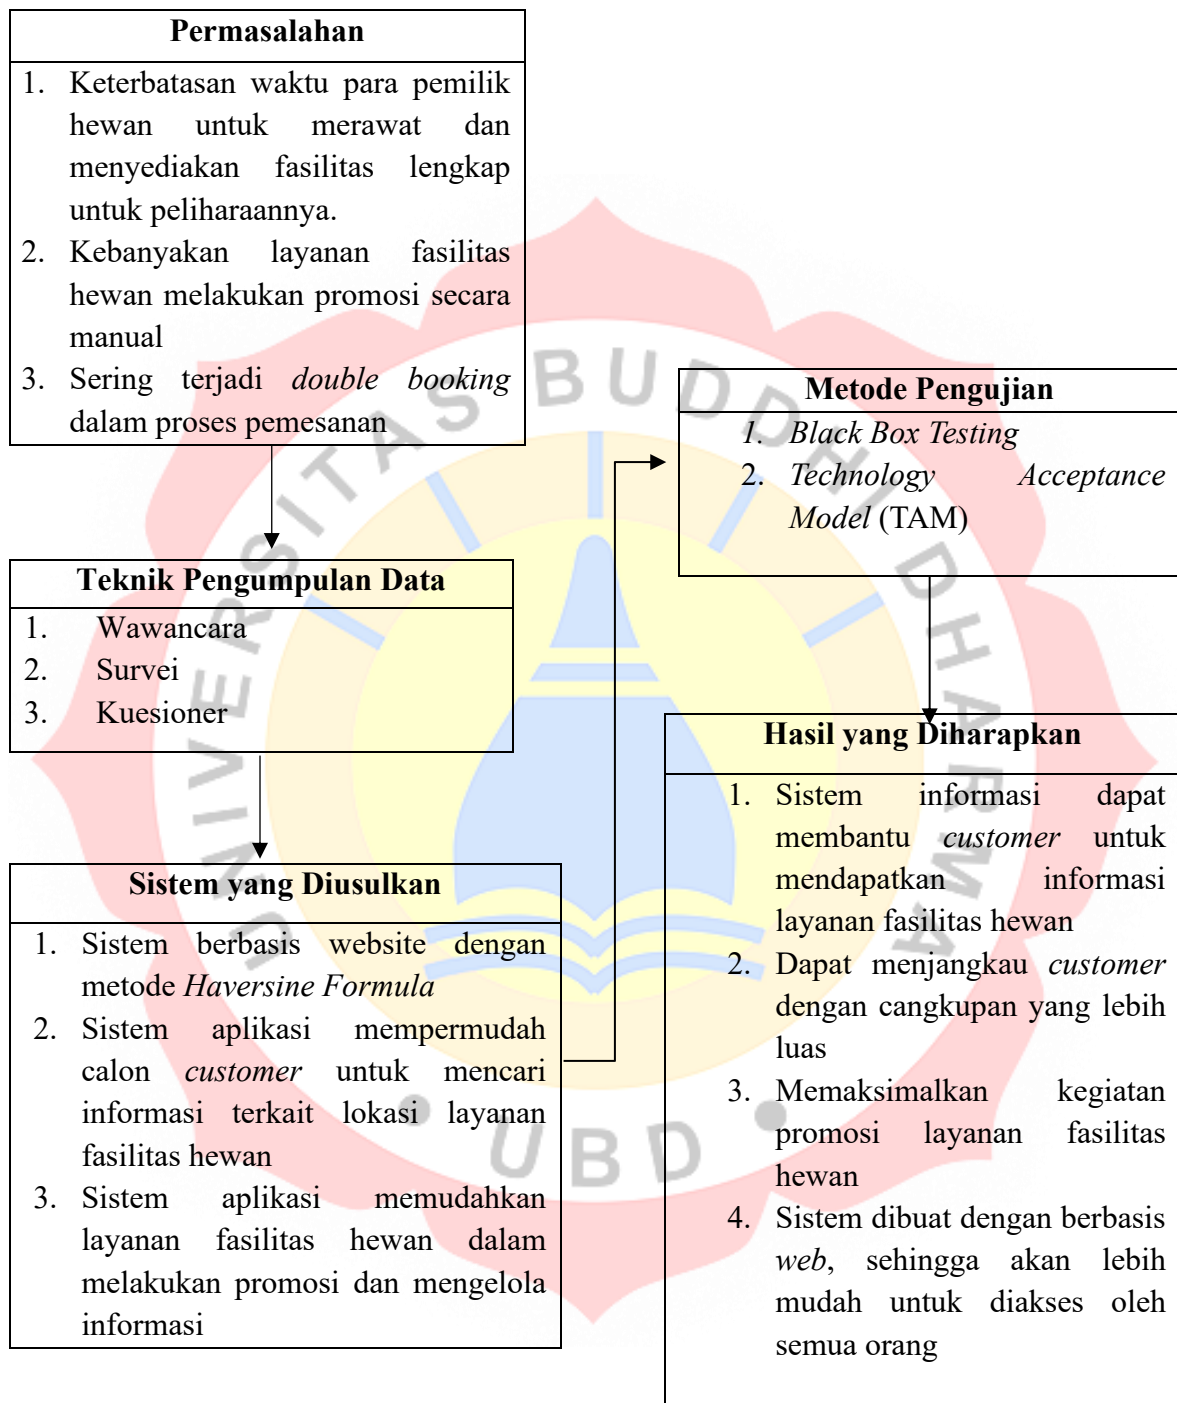 Permasalahan
1. Keterbatasan waktu para pemilik
hewan untuk merawat dan
menyediakan fasilitas lengkap
untuk peliharaannya.
2. Kebanyakan layanan fasilitas
hewan melakukan promosi secara
manual
3. Sering terjadi double booking
dalam proses pemesanan
Teknik Pengumpulan Data
1. Wawancara
2. Survei
3. Kuesioner
Sistem yang Diusulkan
1. Sistem berbasis website dengan
metode Haversine Formula
2. Sistem aplikasi mempermudah
calon customer untuk mencari
informasi terkait lokasi layanan
fasilitas hewan
3. Sistem aplikasi memudahkan
layanan fasilitas hewan dalam
melakukan promosi dan mengelola
informasi
Metode Pengujian
1. Black Box Testing
2. Technology Acceptance
Model (TAM)
Hasil yang Diharapkan
1. Sistem informasi dapat
membantu customer untuk
mendapatkan informasi
layanan fasilitas hewan
2. Dapat menjangkau customer
dengan cangkupan yang lebih
luas
3. Memaksimalkan kegiatan
promosi layanan fasilitas
hewan
4. Sistem dibuat dengan berbasis
web, sehingga akan lebih
mudah untuk diakses oleh
semua orang
UNIVERSITAS BUDDHI DHARMA
UBD